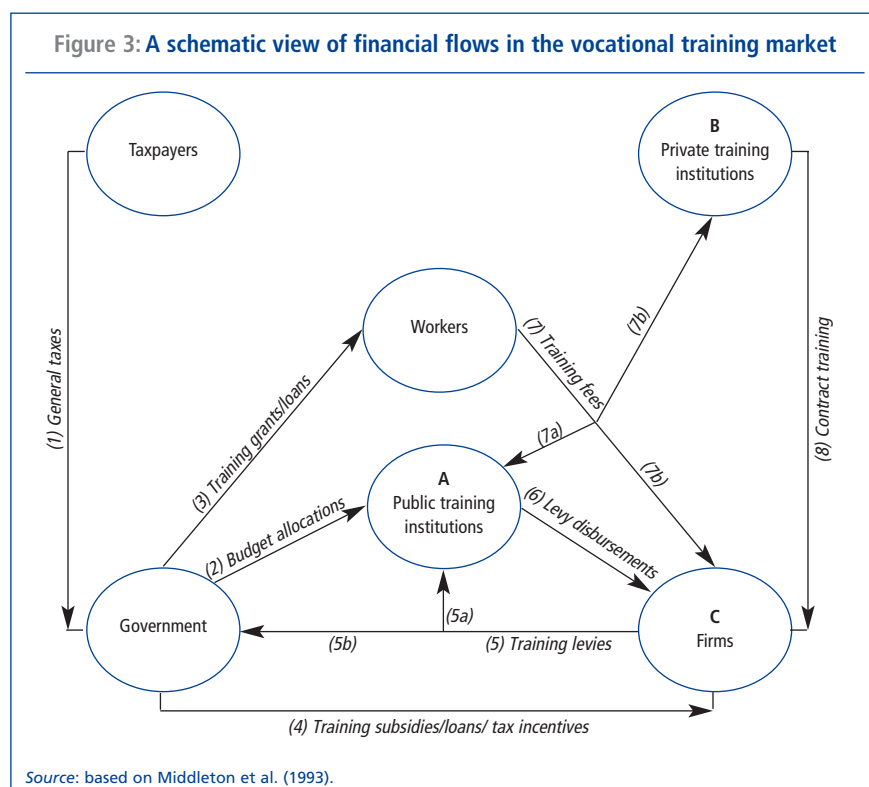 Figure 3: A schematic view of financial flows in the vocational training market
Taxpayers
B
Private training
institutions
Workers
(1) General taxes
(3) Training grants/loans
(7) Training fees
(7b)
(8) Contract training
(7a)
(7b)
A
Public training
institutions
(2) Budget allocations
(6) Levy disbursements
Government
(5a)
(5b)
(5) Training levies
C
Firms
(4) Training subsidies/loans/ tax incentives
Source: based on Middleton et al. (1993).